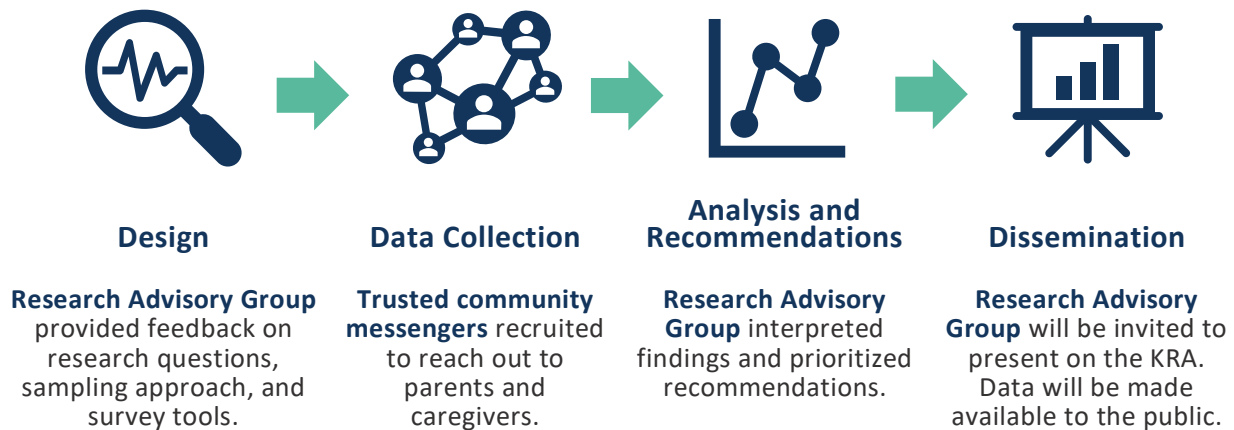 Design
Research Advisory Group
provided feedback on
research questions,
sampling approach, and
survey tools.
Data Collection
Trusted community
messengers recruited
to reach out to
parents and
caregivers.
Analysis and
Recommendations
Research Advisory
Group interpreted
findings and prioritized
recommendations.
Dissemination
Research Advisory
Group will be invited to
present on the KRA.
Data will be made
available to the public.